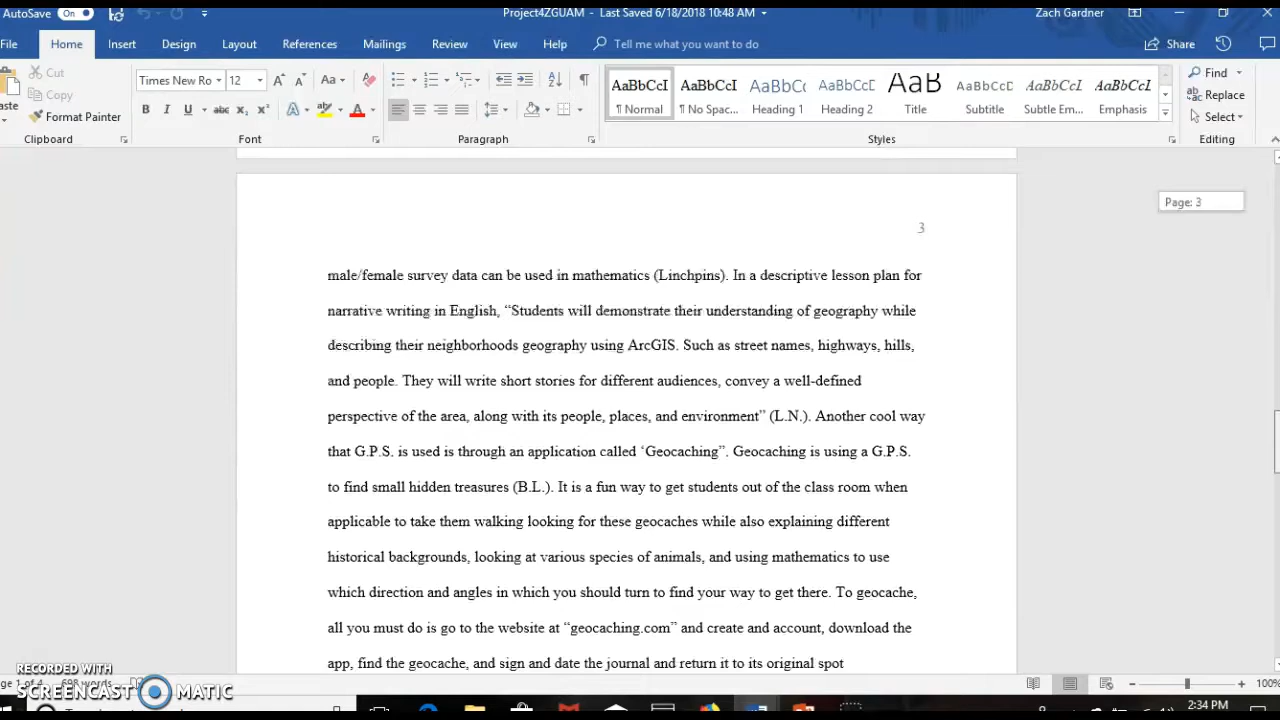 AutoSave On Project4ZGUAM - Last Saved 6/18/2018 10:48 AM Zach Gardner
File Home Insert Design Layout References Mailings Review View Help Tell me what you want to do Share
Cut
Copy
Format Painter
Clipboard
Times New Ro 12
Font
Paragraph
AaBbCcI AaBbCcI AaBbCc AaBbCcI AaB AaBbCcI AaBbCcI AaBbCcI
¶ Normal ¶ No Spac... Heading 1 Heading 2 Title Subtitle Subtle Em... Emphasis
Styles
Find
Replace
Select
Editing
Page: 3
3
male/female survey data can be used in mathematics (Linchpins). In a descriptive lesson plan for
narrative writing in English, “Students will demonstrate their understanding of geography while
describing their neighborhoods geography using ArcGIS. Such as street names, highways, hills,
and people. They will write short stories for different audiences, convey a well-defined
perspective of the area, along with its people, places, and environment” (L.N.). Another cool way
that G.P.S. is used is through an application called ‘Geocaching”. Geocaching is using a G.P.S.
to find small hidden treasures (B.L.). It is a fun way to get students out of the class room when
applicable to take them walking looking for these geocaches while also explaining different
historical backgrounds, looking at various species of animals, and using mathematics to use
which direction and angles in which you should turn to find your way to get there. To geocache,
all you must do is go to the website at “geocaching.com” and create and account, download the
app, find the geocache, and sign and date the journal and return it to its original spot
RECORDED WITH
SCREENCAST MATIC
698 words
100%
2:34 PM